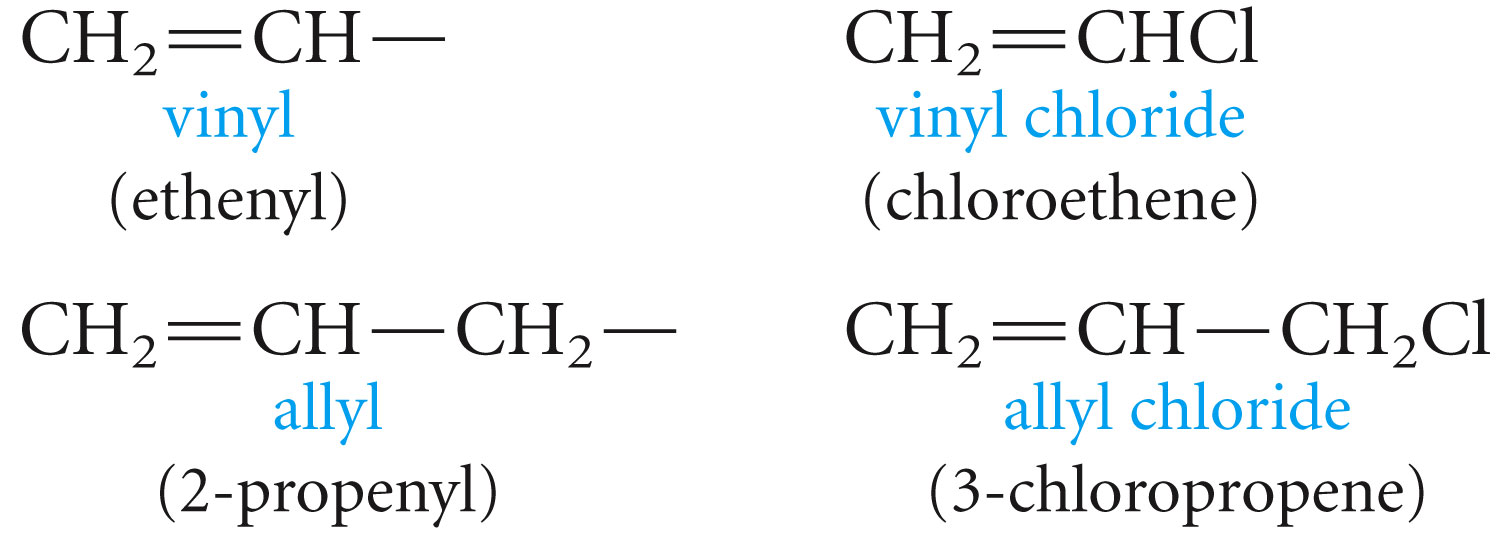 CH₂=CH— CH₂=CHCl
vinyl vinyl chloride
(ethenyl) (chloroethene)
CH₂=CH—CH₂— CH₂=CH—CH₂Cl
allyl allyl chloride
(2-propenyl) (3-chloropropene)